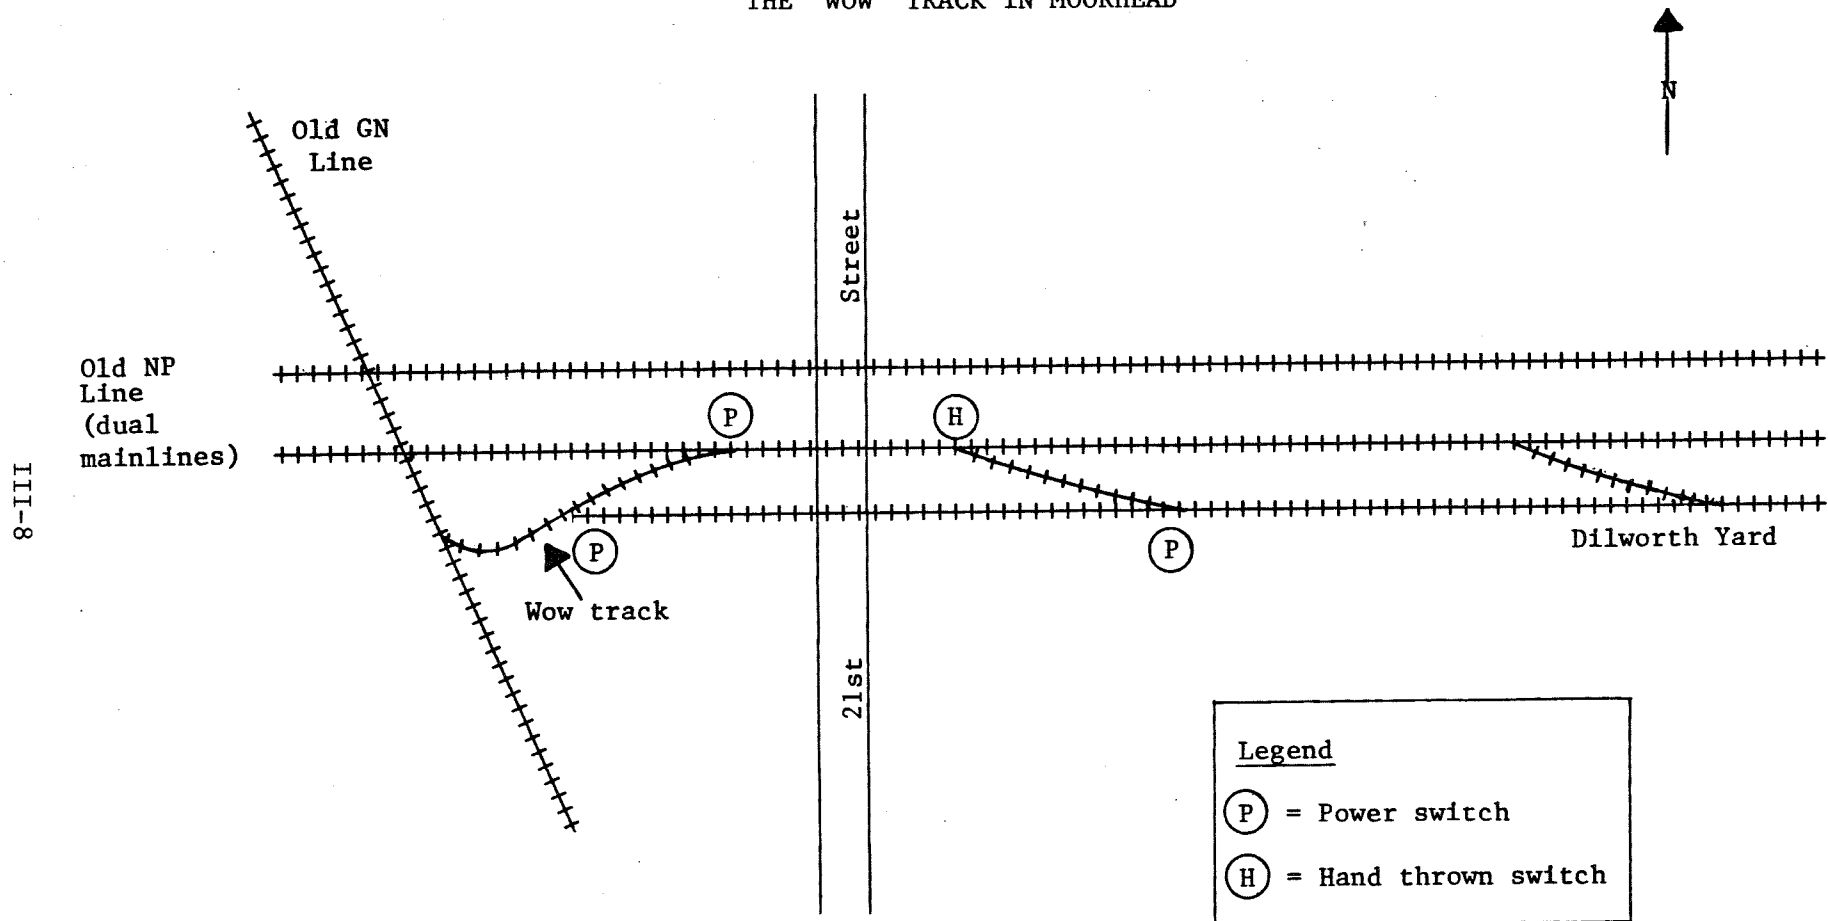 THE "WOW" TRACK IN MOORHEAD
N
Old GN
Line
Street
Old NP
Line
(dual
mainlines)
P
H
III-8
P
P
Dilworth Yard
Wow track
21st
Legend
P = Power switch
H = Hand thrown switch